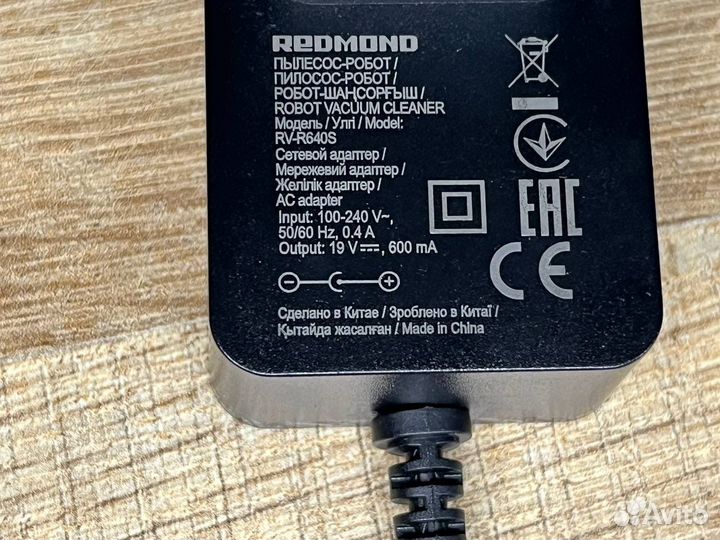 REDMOND
ПЫЛЕСОС-РОБОТ /
ПИЛОСОС-РОБОТ /
РОБОТ-ШАҢСОРҒЫШ /
ROBOT VACUUM CLEANER
Модель / Үлгі / Model:
RV-R640S
Сетевой адаптер /
Мережевий адаптер /
Желілік адаптер /
AC adapter
Input: 100-240 V~,
50/60 Hz, 0.4 A
Output: 19 V⎓, 600 mA
EAC
CE
Сделано в Китае / Зроблено в Китаї /
Қытайда жасалған / Made in China
Avito